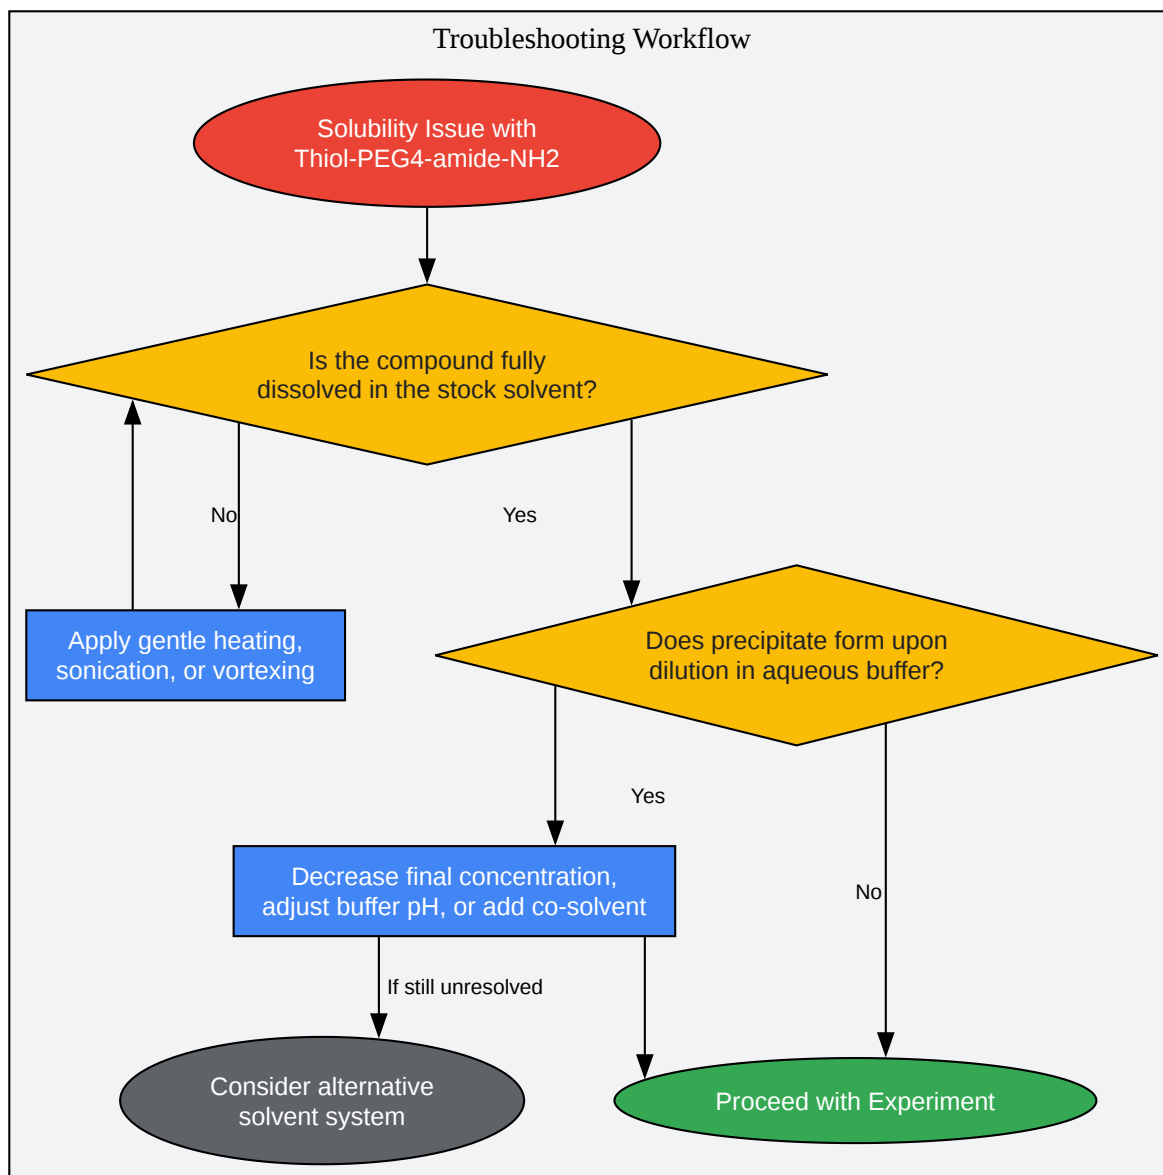 Troubleshooting Workflow
Solubility Issue with
Thiol-PEG4-amide-NH2
Is the compound fully
dissolved in the stock solvent?
No
Yes
Apply gentle heating,
sonication, or vortexing
Does precipitate form upon
dilution in aqueous buffer?
Yes
Decrease final concentration,
adjust buffer pH, or add co-solvent
No
If still unresolved
Consider alternative
solvent system
Proceed with Experiment